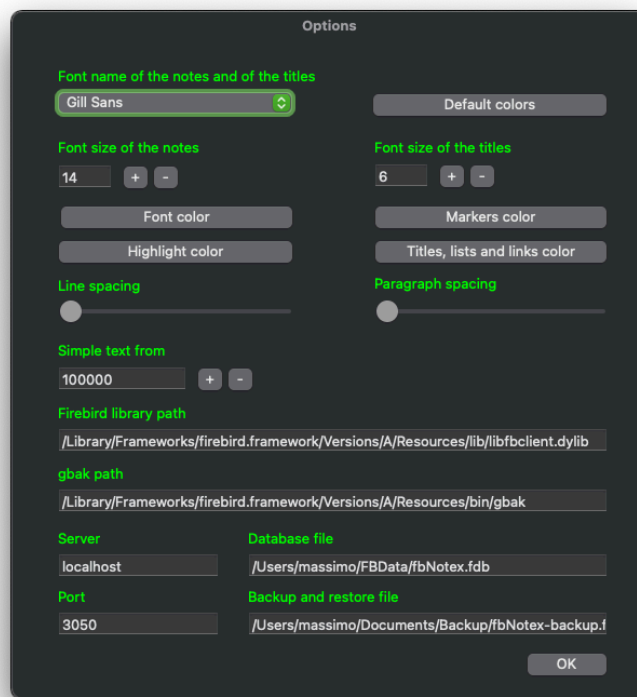 Options
Font name of the notes and of the titles
Gill Sans
Default colors
Font size of the notes
Font size of the titles
14 + -
6 + -
Font color
Markers color
Highlight color
Titles, lists and links color
Line spacing
Paragraph spacing
Simple text from
100000 + -
Firebird library path
/Library/Frameworks/firebird.framework/Versions/A/Resources/lib/libfbclient.dylib
gbak path
/Library/Frameworks/firebird.framework/Versions/A/Resources/bin/gbak
Server
Database file
localhost
/Users/massimo/FBData/fbNotex.fdb
Port
Backup and restore file
3050
/Users/massimo/Documents/Backup/fbNotex-backup.f
OK